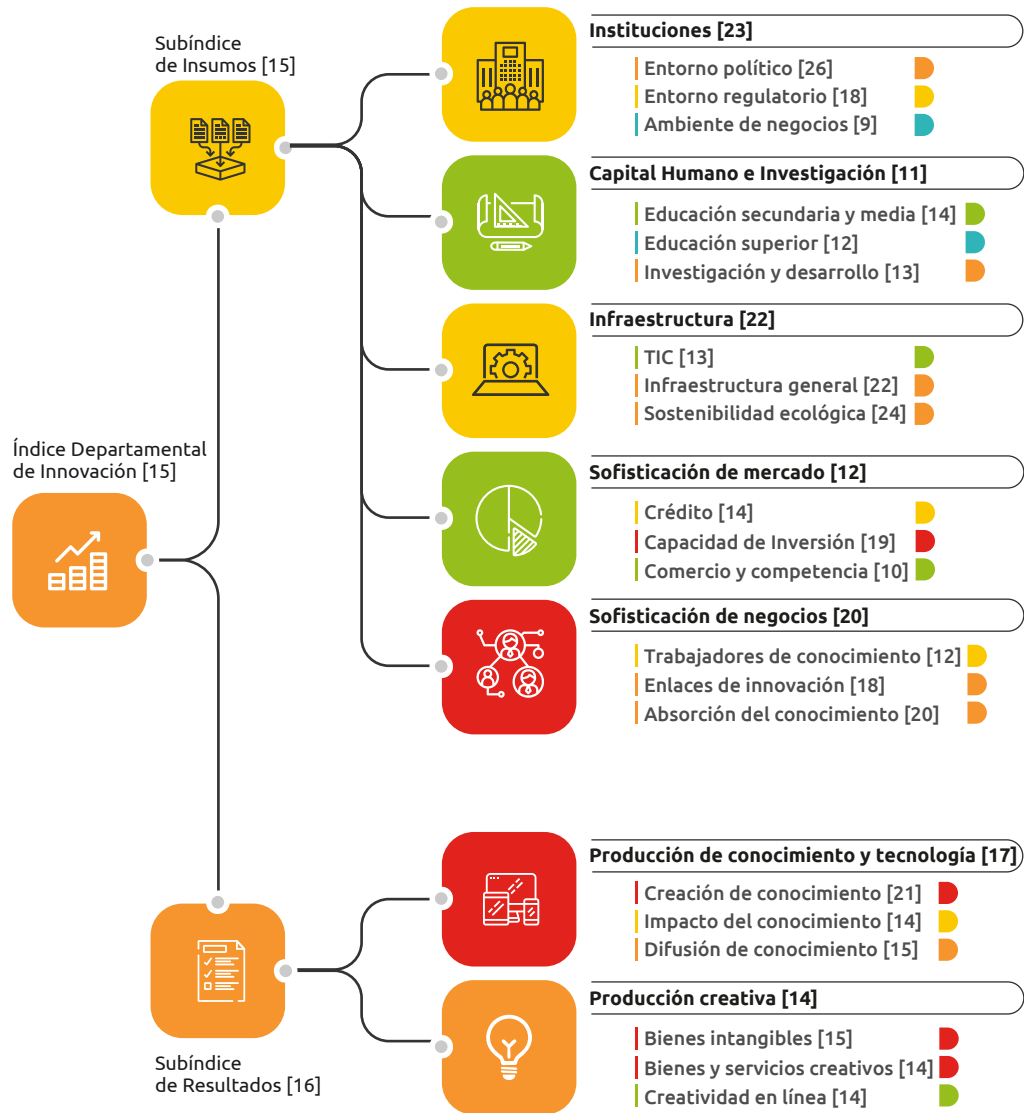 Subíndice
de Insumos [15]
Instituciones [23]
Entorno político [26]
Entorno regulatorio [18]
Ambiente de negocios [9]
Capital Humano e Investigación [11]
Educación secundaria y media [14]
Educación superior [12]
Investigación y desarrollo [13]
Infraestructura [22]
TIC [13]
Infraestructura general [22]
Sostenibilidad ecológica [24]
Índice Departamental
de Innovación [15]
Sofisticación de mercado [12]
Crédito [14]
Capacidad de Inversión [19]
Comercio y competencia [10]
Sofisticación de negocios [20]
Trabajadores de conocimiento [12]
Enlaces de innovación [18]
Absorción del conocimiento [20]
Producción de conocimiento y tecnología [17]
Creación de conocimiento [21]
Impacto del conocimiento [14]
Difusión de conocimiento [15]
Producción creativa [14]
Bienes intangibles [15]
Bienes y servicios creativos [14]
Creatividad en línea [14]
Subíndice
de Resultados [16]